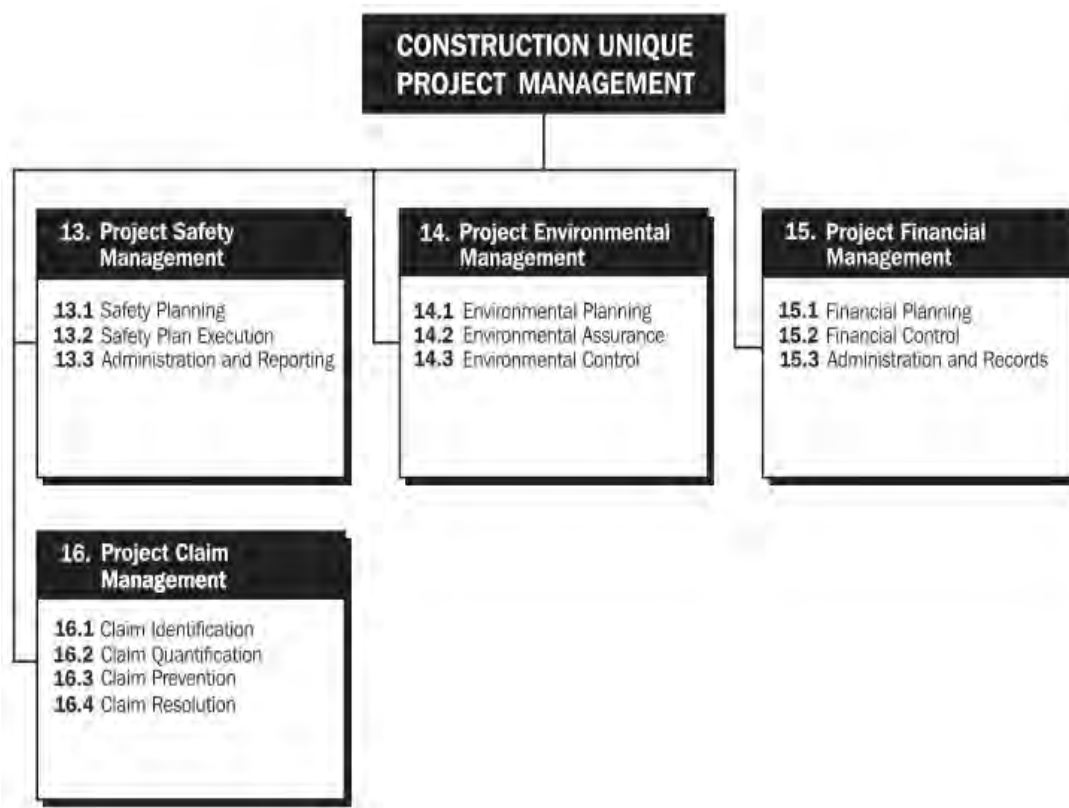 CONSTRUCTION UNIQUE
PROJECT MANAGEMENT
13. Project Safety
Management
13.1 Safety Planning
13.2 Safety Plan Execution
13.3 Administration and Reporting
14. Project Environmental
Management
14.1 Environmental Planning
14.2 Environmental Assurance
14.3 Environmental Control
15. Project Financial
Management
15.1 Financial Planning
15.2 Financial Control
15.3 Administration and Records
16. Project Claim
Management
16.1 Claim Identification
16.2 Claim Quantification
16.3 Claim Prevention
16.4 Claim Resolution